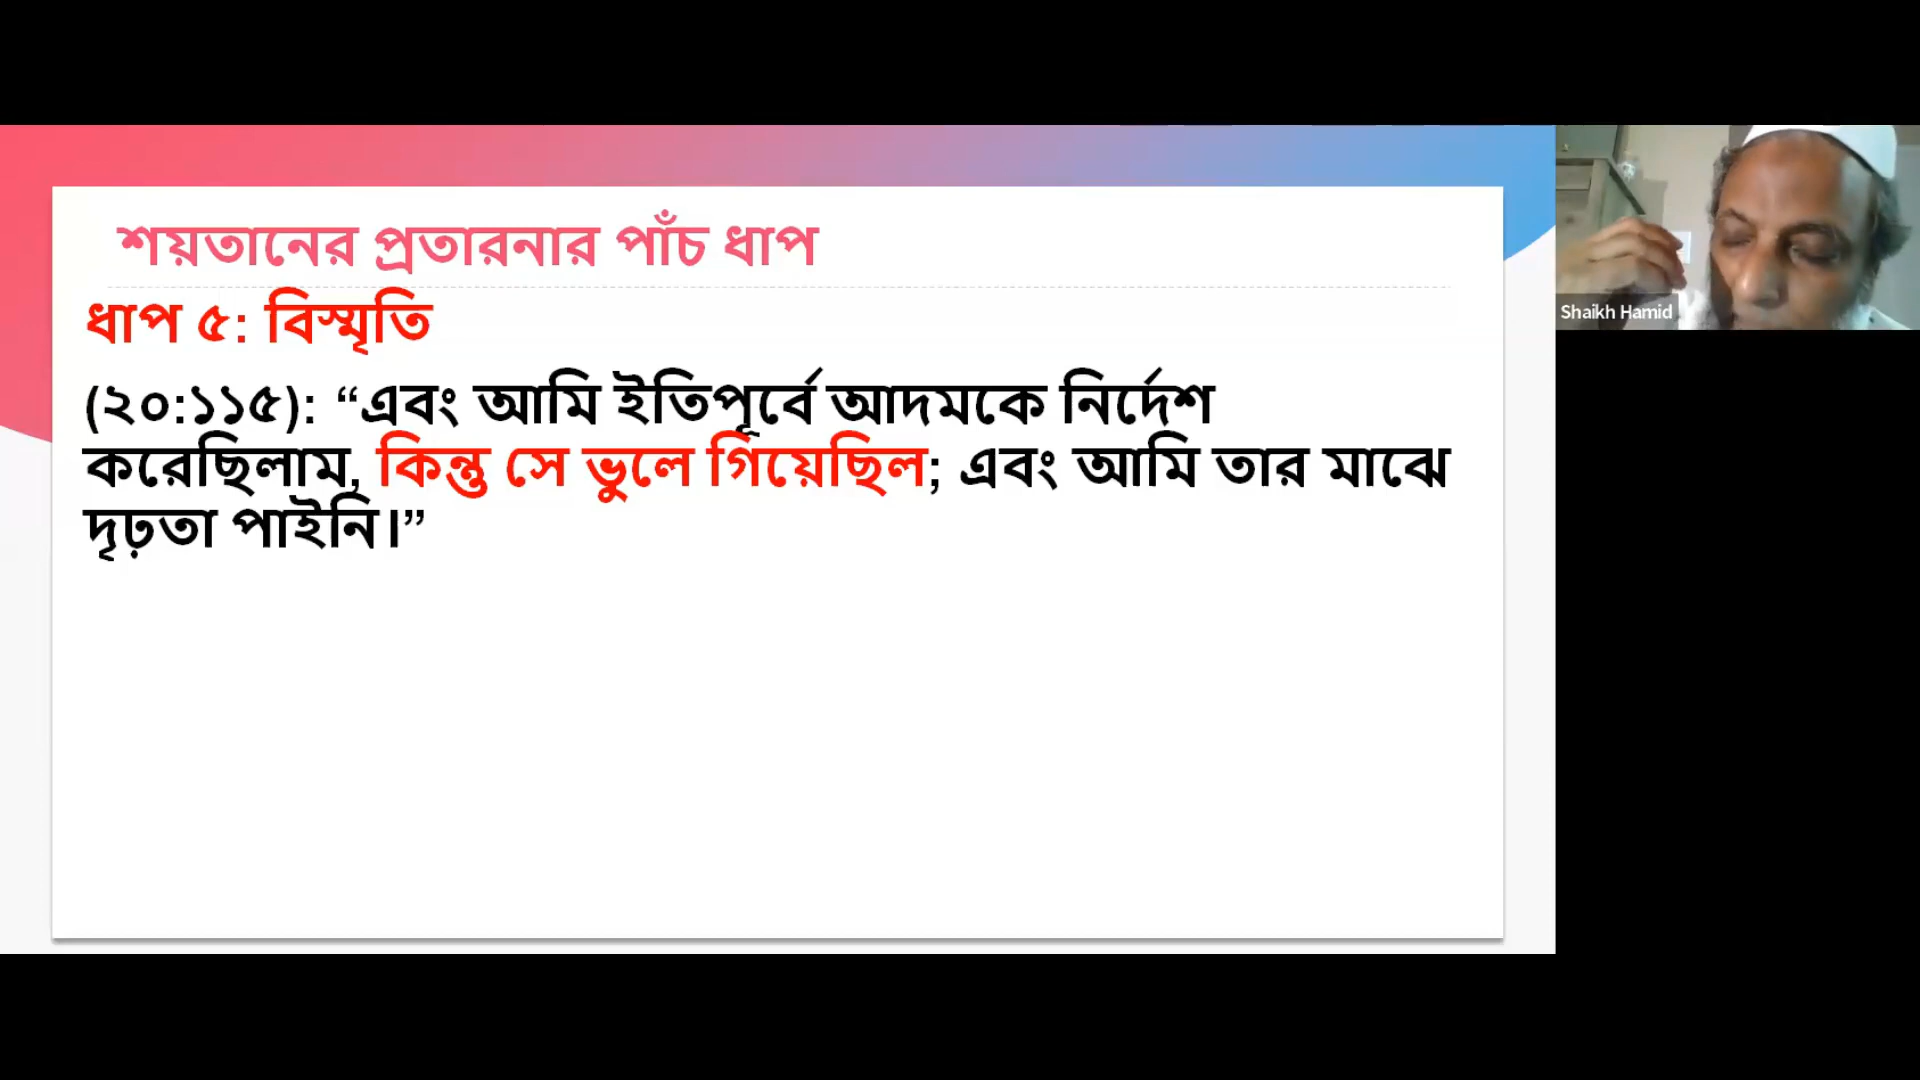 শয়তানের প্রতারনার পাঁচ ধাপ
ধাপ ৫: বিস্মৃতি
(২০:১১৫): “এবং আমি ইতিপূর্বে আদমকে নির্দেশ
করেছিলাম, কিন্তু সে ভুলে গিয়েছিল; এবং আমি তার মাঝে
দৃঢ়তা পাইনি।”
Shaikh Hamid